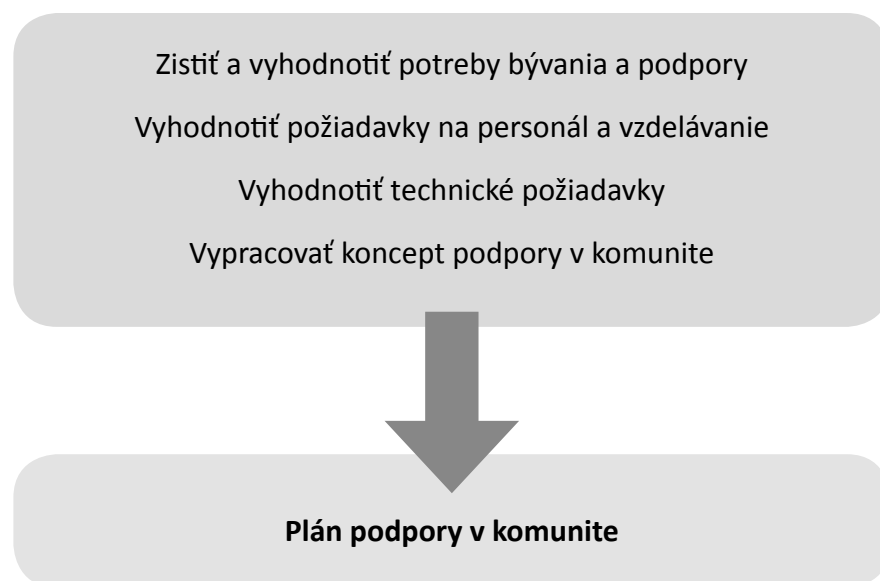 Zistiť a vyhodnotiť potreby bývania a podpory
Vyhodnotiť požiadavky na personál a vzdelávanie
Vyhodnotiť technické požiadavky
Vypracovať koncept podpory v komunite
Plán podpory v komunite